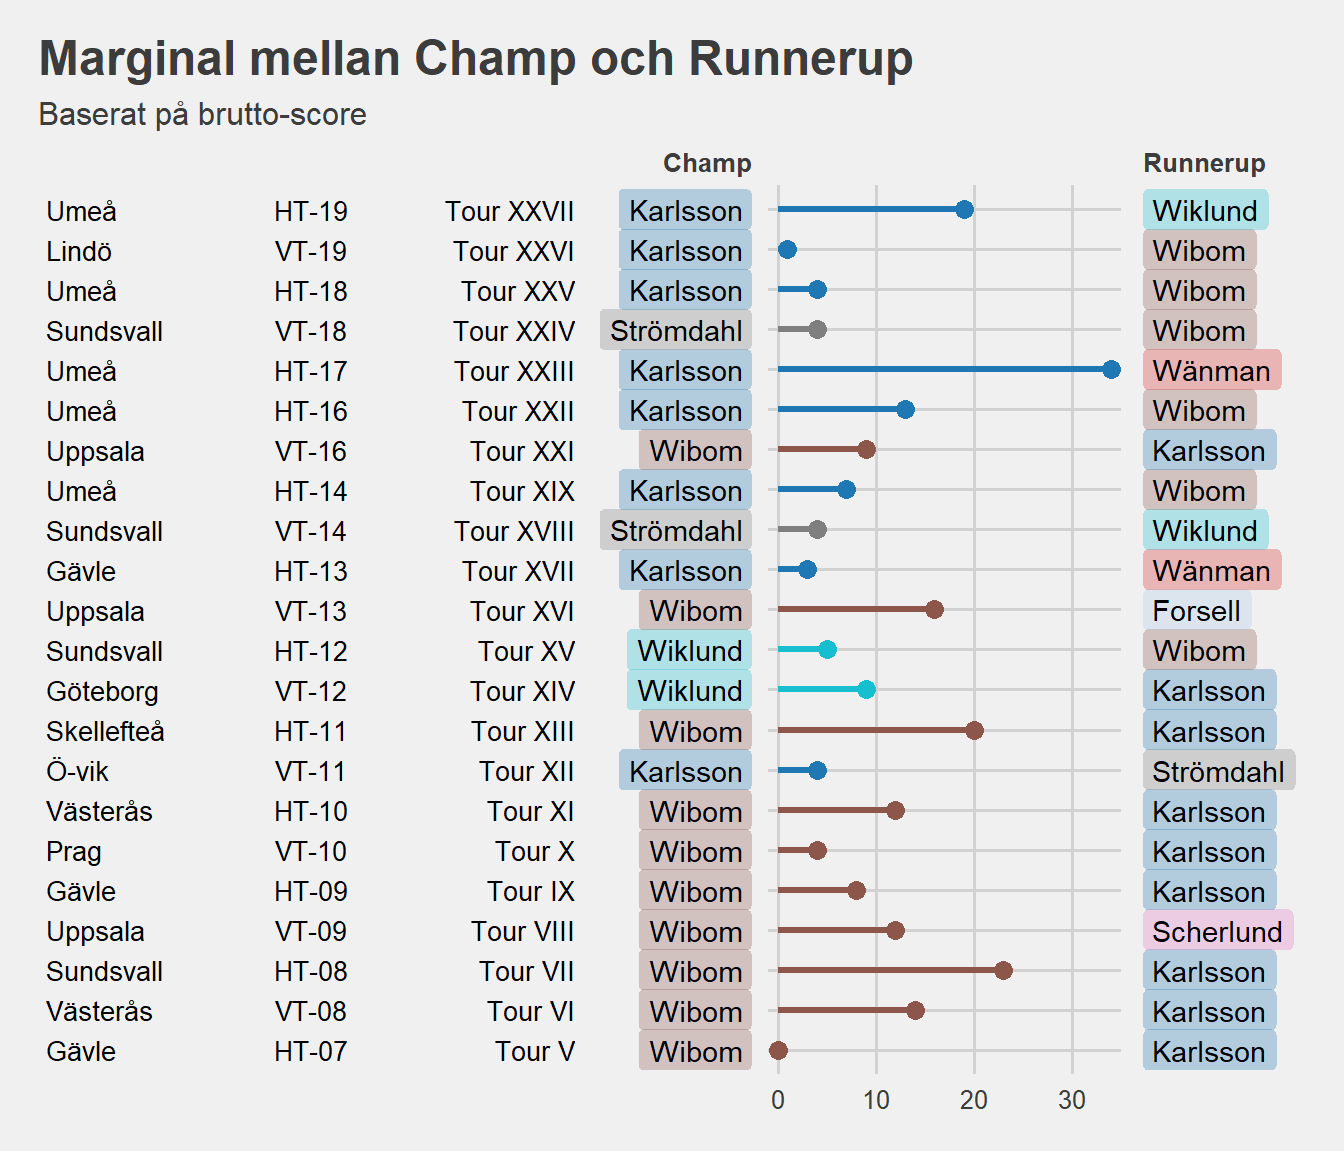 Marginal mellan Champ och Runnerup
Baserat på brutto-score
Champ Runnerup
Umeå HT-19 Tour XXVII Karlsson Wiklund
Lindö VT-19 Tour XXVI Karlsson Wibom
Umeå HT-18 Tour XXV Karlsson Wibom
Sundsvall VT-18 Tour XXIV Strömdahl Wibom
Umeå HT-17 Tour XXIII Karlsson Wänman
Umeå HT-16 Tour XXII Karlsson Wibom
Uppsala VT-16 Tour XXI Wibom Karlsson
Umeå HT-14 Tour XIX Karlsson Wibom
Sundsvall VT-14 Tour XVIII Strömdahl Wiklund
Gävle HT-13 Tour XVII Karlsson Wänman
Uppsala VT-13 Tour XVI Wibom Forsell
Sundsvall HT-12 Tour XV Wiklund Wibom
Göteborg VT-12 Tour XIV Wiklund Karlsson
Skellefteå HT-11 Tour XIII Wibom Karlsson
Ö-vik VT-11 Tour XII Karlsson Strömdahl
Västerås HT-10 Tour XI Wibom Karlsson
Prag VT-10 Tour X Wibom Karlsson
Gävle HT-09 Tour IX Wibom Karlsson
Uppsala VT-09 Tour VIII Wibom Scherlund
Sundsvall HT-08 Tour VII Wibom Karlsson
Västerås VT-08 Tour VI Wibom Karlsson
Gävle HT-07 Tour V Wibom Karlsson
0 10 20 30